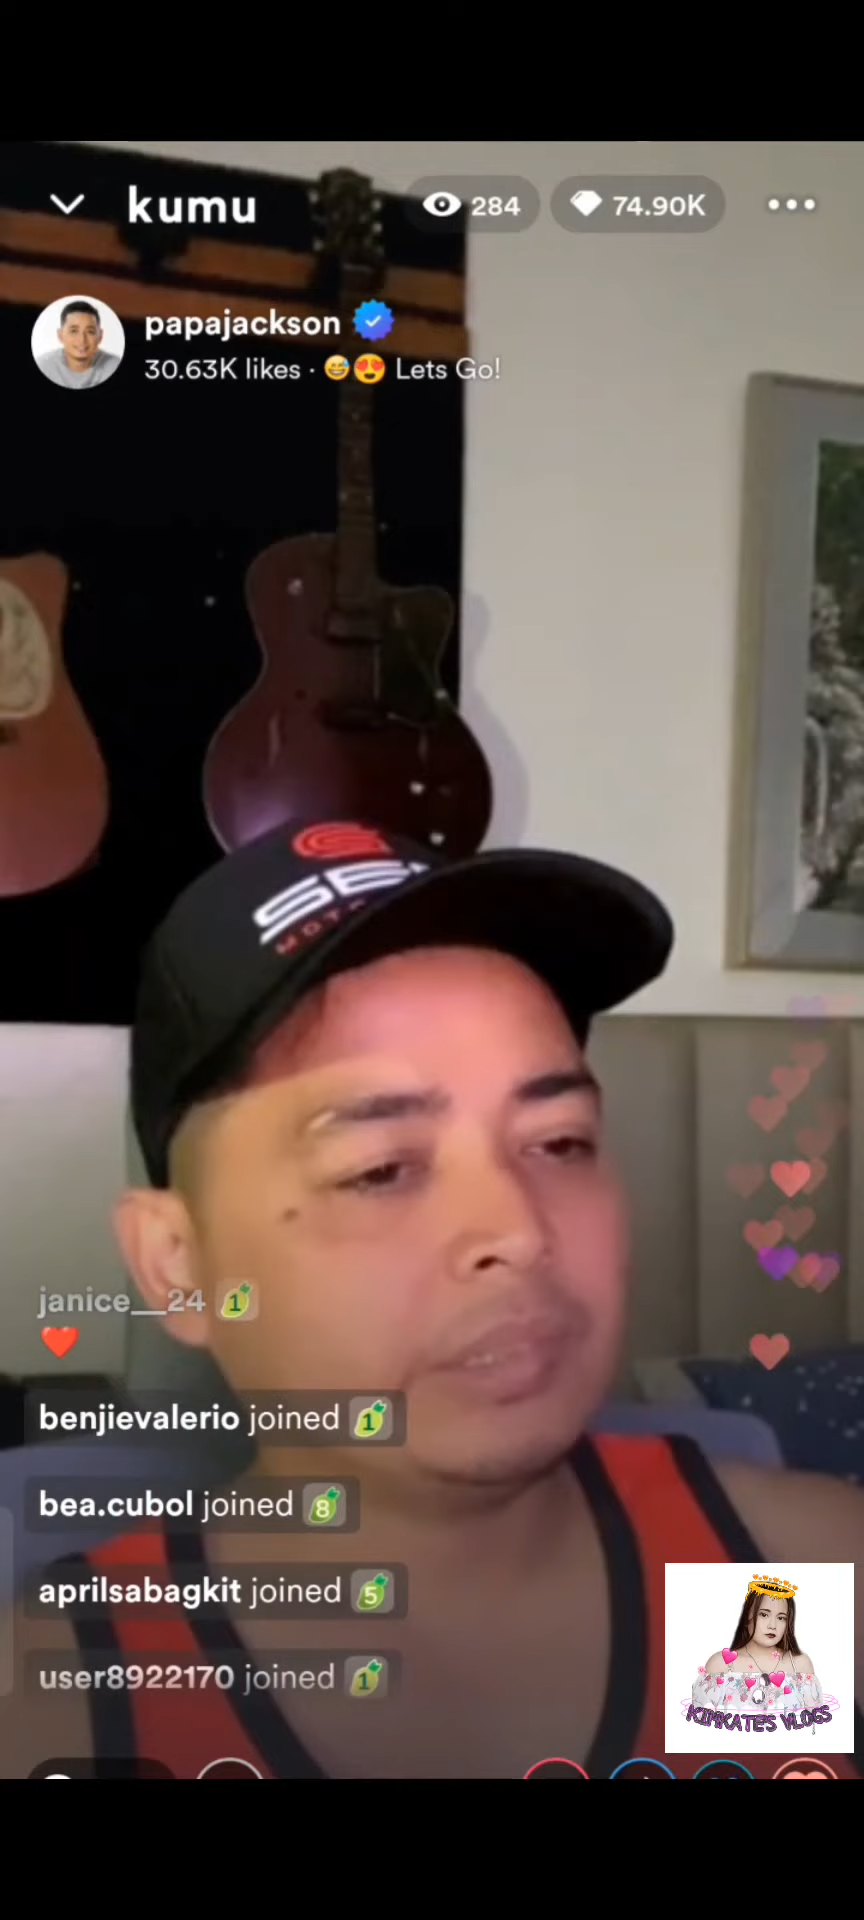 kumu
284
74.90K
papajackson
30.63K likes · 😅😍 Lets Go!
janice__24 1
❤️
benjievalerio joined 1
bea.cubol joined 8
aprilsabagkit joined 5
user8922170 joined 1
KIMKATE'S VLOGS